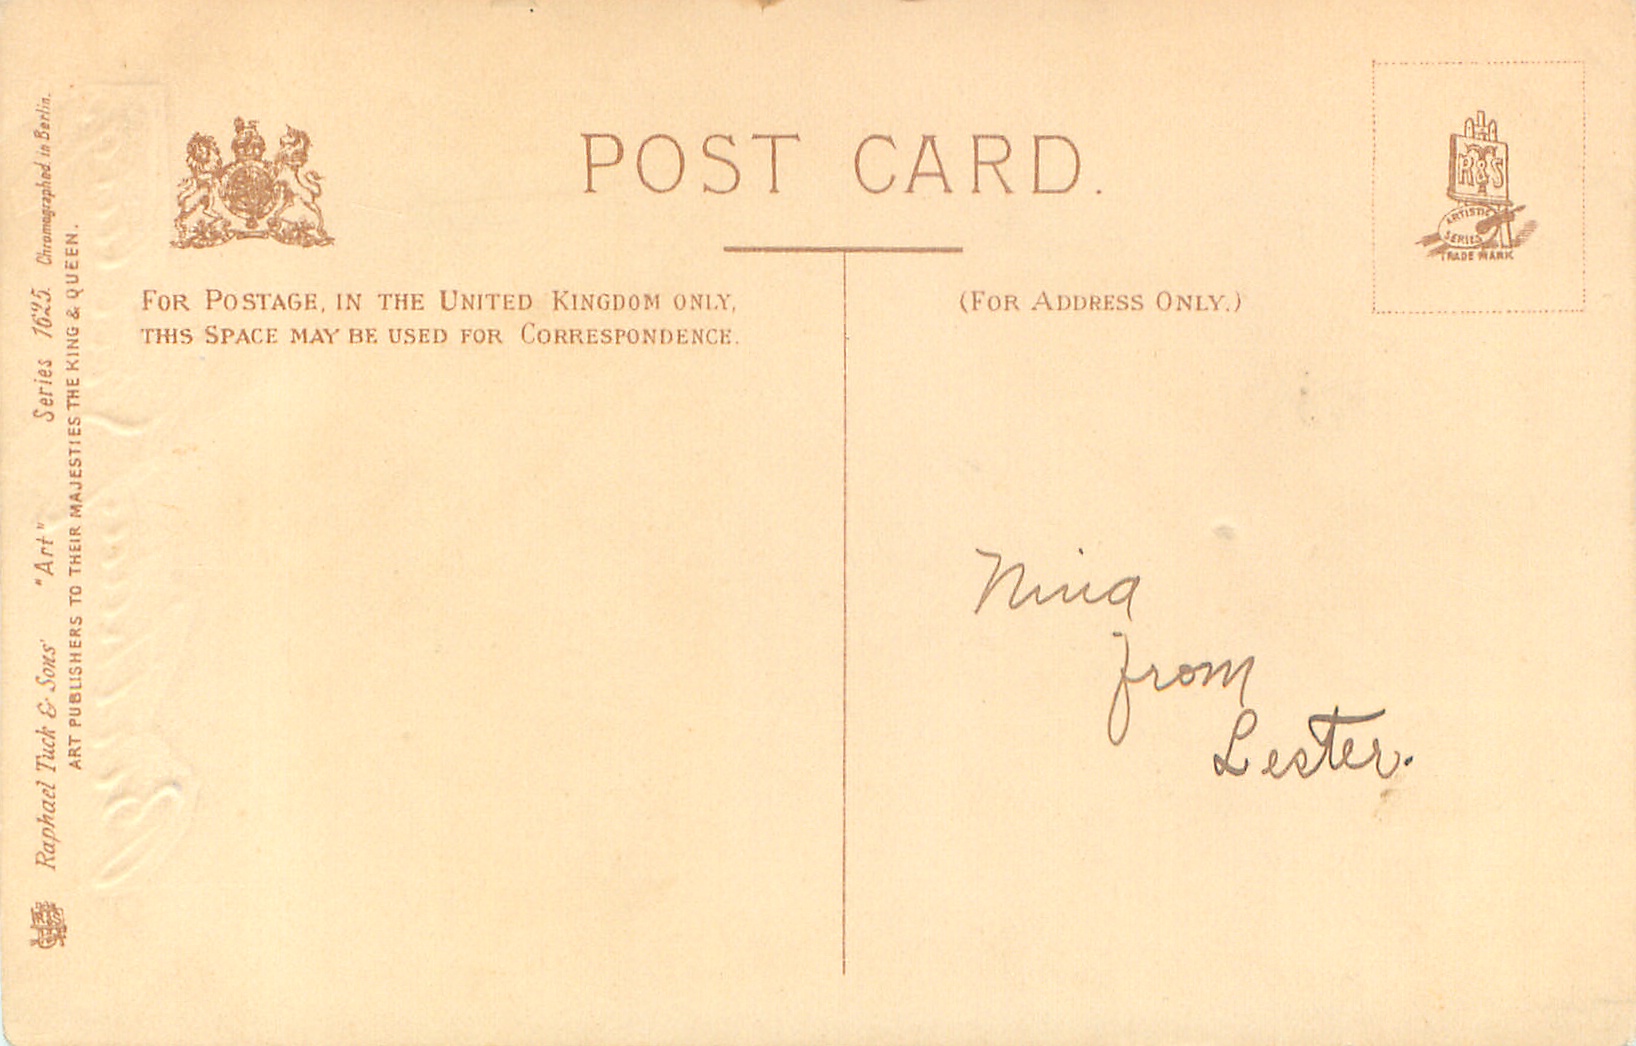 POST CARD.
R&S
ARTISTIC
SERIES
TRADE MARK
FOR POSTAGE, IN THE UNITED KINGDOM ONLY,
THIS SPACE MAY BE USED FOR CORRESPONDENCE.
(FOR ADDRESS ONLY.)
Nina
from
Lester.
Raphael Tuck & Sons' "Art" Series 1625. Chromographed in Berlin.
ART PUBLISHERS TO THEIR MAJESTIES THE KING & QUEEN.